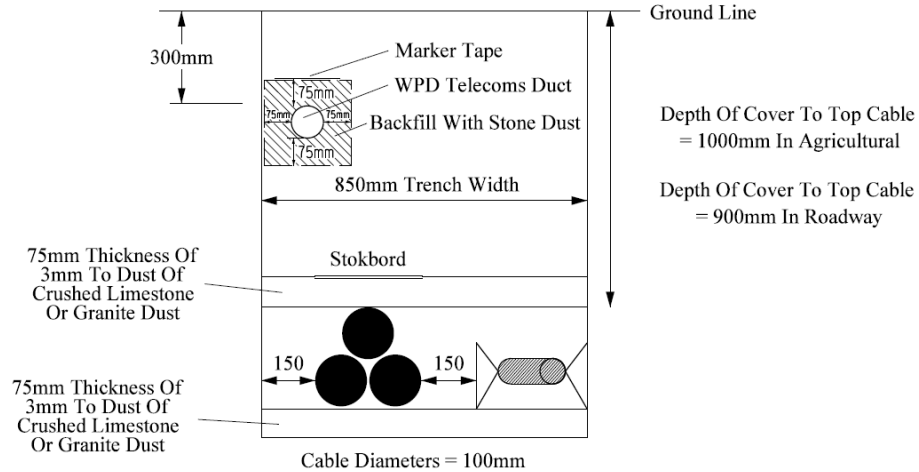 Ground Line
300mm
Marker Tape
75mm
WPD Telecoms Duct
75mm
75mm
Backfill With Stone Dust
75mm
Depth Of Cover To Top Cable
= 1000mm In Agricultural
850mm Trench Width
Depth Of Cover To Top Cable
= 900mm In Roadway
75mm Thickness Of
3mm To Dust Of
Crushed Limestone
Or Granite Dust
Stokbord
150
150
75mm Thickness Of
3mm To Dust Of
Crushed Limestone
Or Granite Dust
Cable Diameters = 100mm